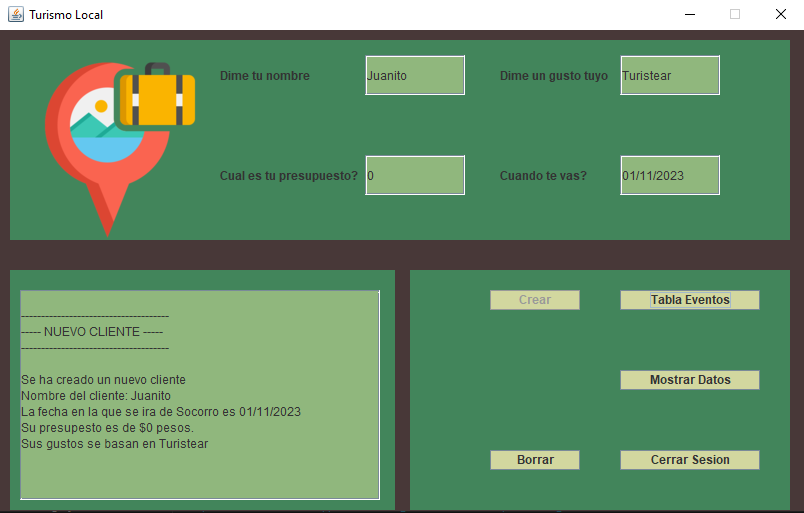 Turismo Local
Dime tu nombre Juanito Dime un gusto tuyo Turistear
Cual es tu presupuesto? 0 Cuando te vas? 01/11/2023
-------------------------------------
----- NUEVO CLIENTE -----
-------------------------------------
Se ha creado un nuevo cliente
Nombre del cliente: Juanito
La fecha en la que se ira de Socorro es 01/11/2023
Su presupesto es de $0 pesos.
Sus gustos se basan en Turistear
Crear Tabla Eventos
Mostrar Datos
Borrar Cerrar Sesion